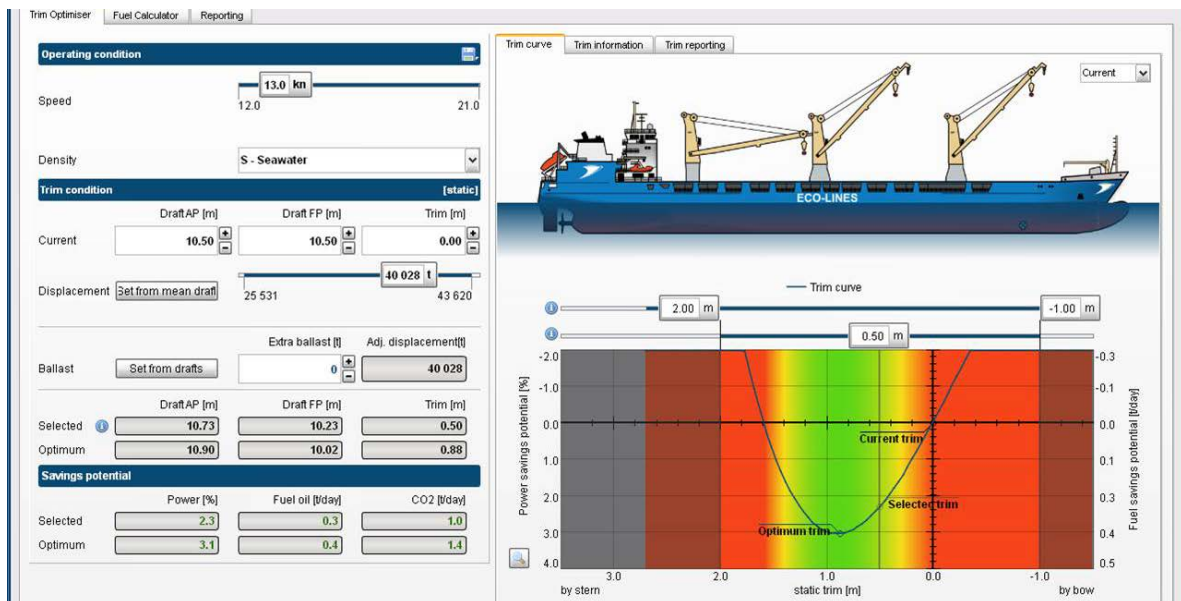 Trim Optimiser Fuel Calculator Reporting
Operating condition
Speed 13.0 kn
12.0 21.0
Density S - Seawater
Trim condition [static]
Draft AP [m] Draft FP [m] Trim [m]
Current 10.50 10.50 0.00
Displacement Set from mean draft 40 028 t
25 531 43 620
Extra ballast [t] Adj. displacement[t]
Ballast Set from drafts 0 40 028
Draft AP [m] Draft FP [m] Trim [m]
Selected 10.73 10.23 0.50
Optimum 10.90 10.02 0.88
Savings potential
Power [%] Fuel oil [t/day] CO2 [t/day]
Selected 2.3 0.3 1.0
Optimum 3.1 0.4 1.4
Trim curve Trim information Trim reporting
Current
ECO-LINES
Trim curve
2.00 m -1.00 m
0.50 m
Power savings potential [%]
-2.0
-1.0
0.0
1.0
2.0
3.0
4.0
Current trim
Selected trim
Optimum trim
-0.3
-0.1
0.0
0.1
0.3
0.4
0.5
Fuel savings potential [t/day]
3.0 2.0 1.0 0.0 -1.0
by stern static trim [m] by bow